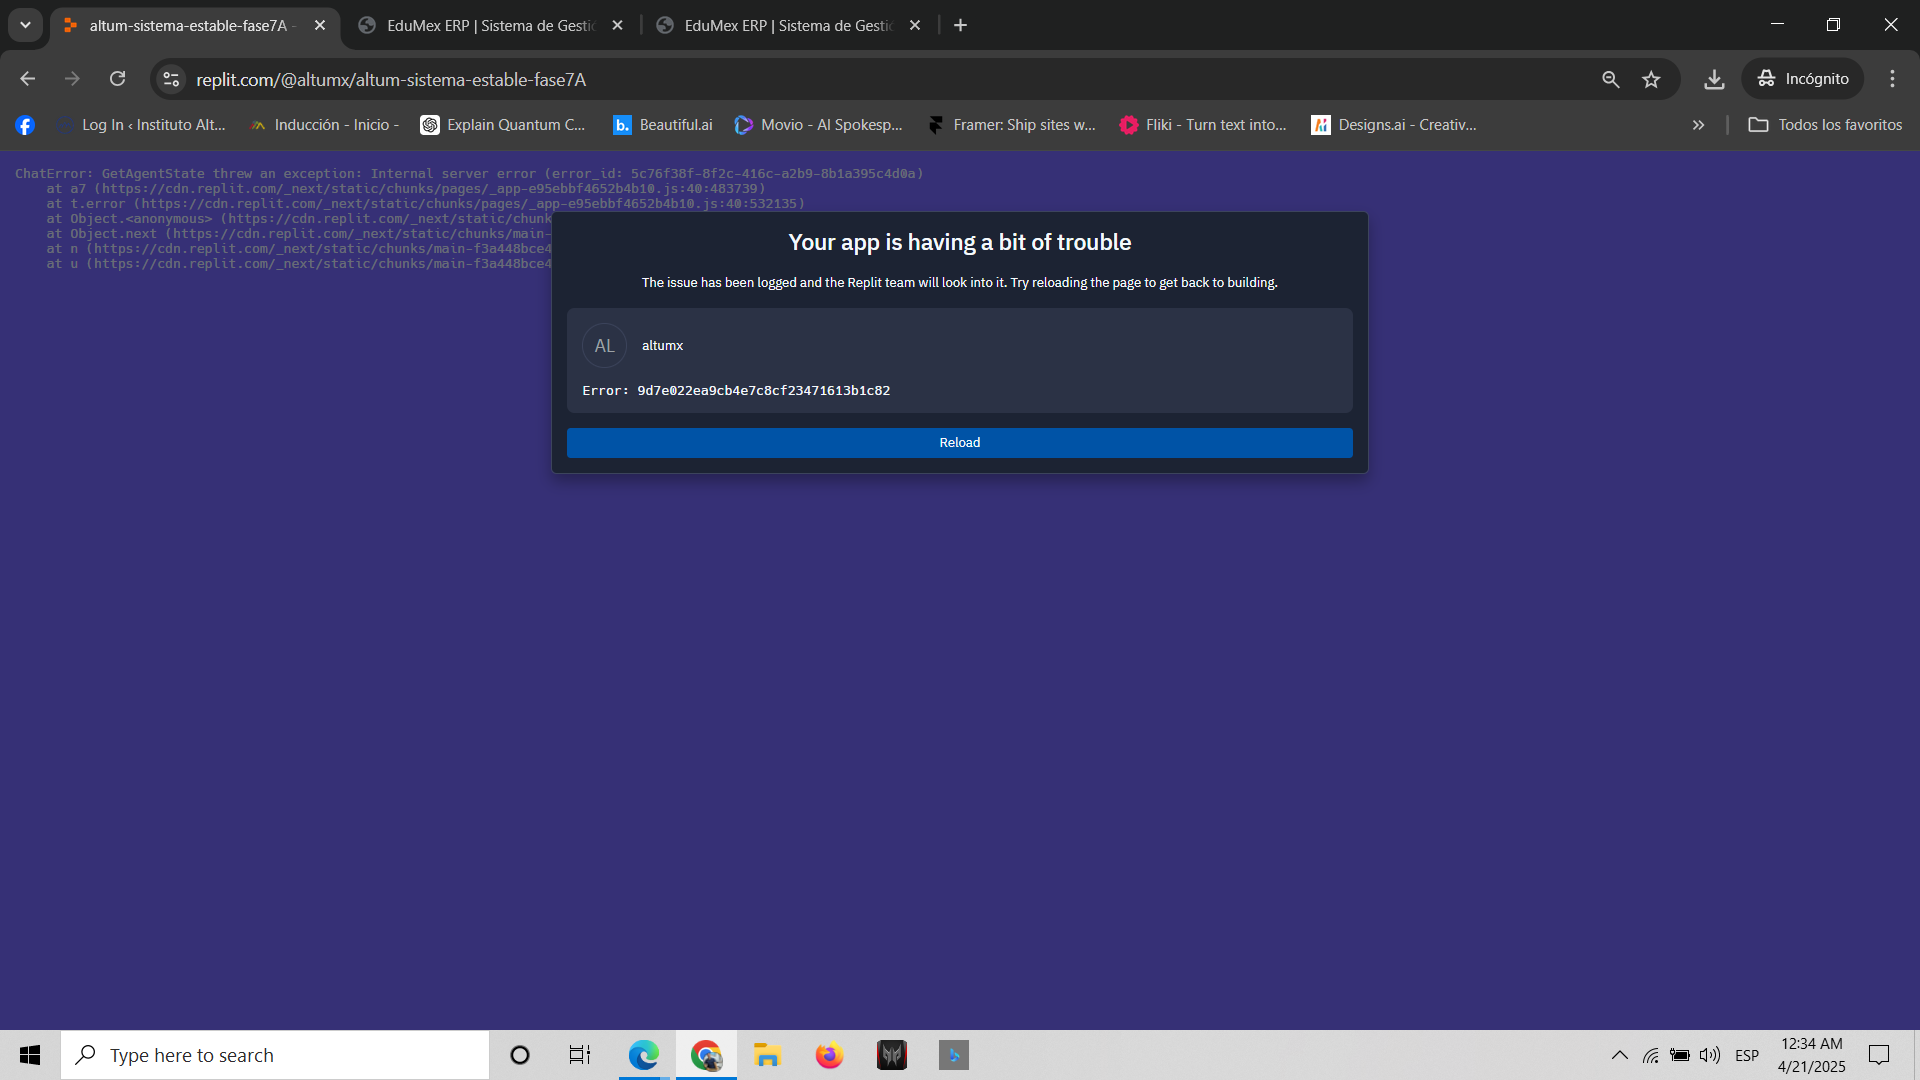 altum-sistema-estable-fase7A -
EduMex ERP | Sistema de Gesti
EduMex ERP | Sistema de Gesti
replit.com/@altumx/altum-sistema-estable-fase7A
Incógnito
Log In ‹ Instituto Alt...
Inducción - Inicio -
Explain Quantum C...
b.
Beautiful.ai
Movio - AI Spokesp...
Framer: Ship sites w...
Fliki - Turn text into...
Designs.ai - Creativ...
Todos los favoritos
ChatError: GetAgentState threw an exception: Internal server error (error_id: 5c76f38f-8f2c-416c-a2b9-8b1a395c4d0a)
at a7 (https://cdn.replit.com/_next/static/chunks/pages/_app-e95ebbf4652b4b10.js:40:483739)
at t.error (https://cdn.replit.com/_next/static/chunks/pages/_app-e95ebbf4652b4b10.js:40:532135)
at Object.<anonymous> (https://cdn.replit.com/_next/static/chunk
at Object.next (https://cdn.replit.com/_next/static/chunks/main-
at n (https://cdn.replit.com/_next/static/chunks/main-f3a448bce4
at u (https://cdn.replit.com/_next/static/chunks/main-f3a448bce4
Your app is having a bit of trouble
The issue has been logged and the Replit team will look into it. Try reloading the page to get back to building.
AL
altumx
Error: 9d7e022ea9cb4e7c8cf23471613b1c82
Reload
Type here to search
ESP
12:34 AM
4/21/2025